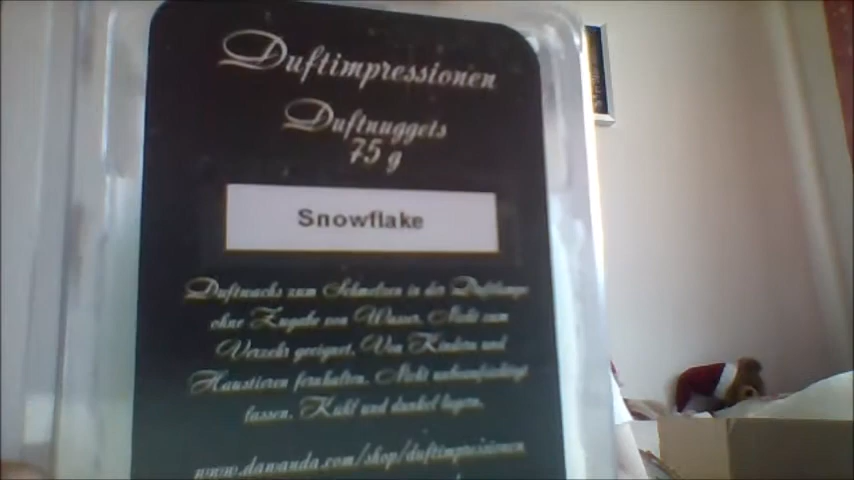 Duftimpressionen
Duftnuggets
75 g
Snowflake
Duftwachs zum Schmelzen in der Duftlampe
ohne Zugabe von Wasser. Nicht zum
Verzehr geeignet. Von Kindern und
Haustieren fernhalten. Nicht unbeaufsichtigt
lassen. Kühl und dunkel lagern.
www.dawanda.com/shop/duftimpressionen